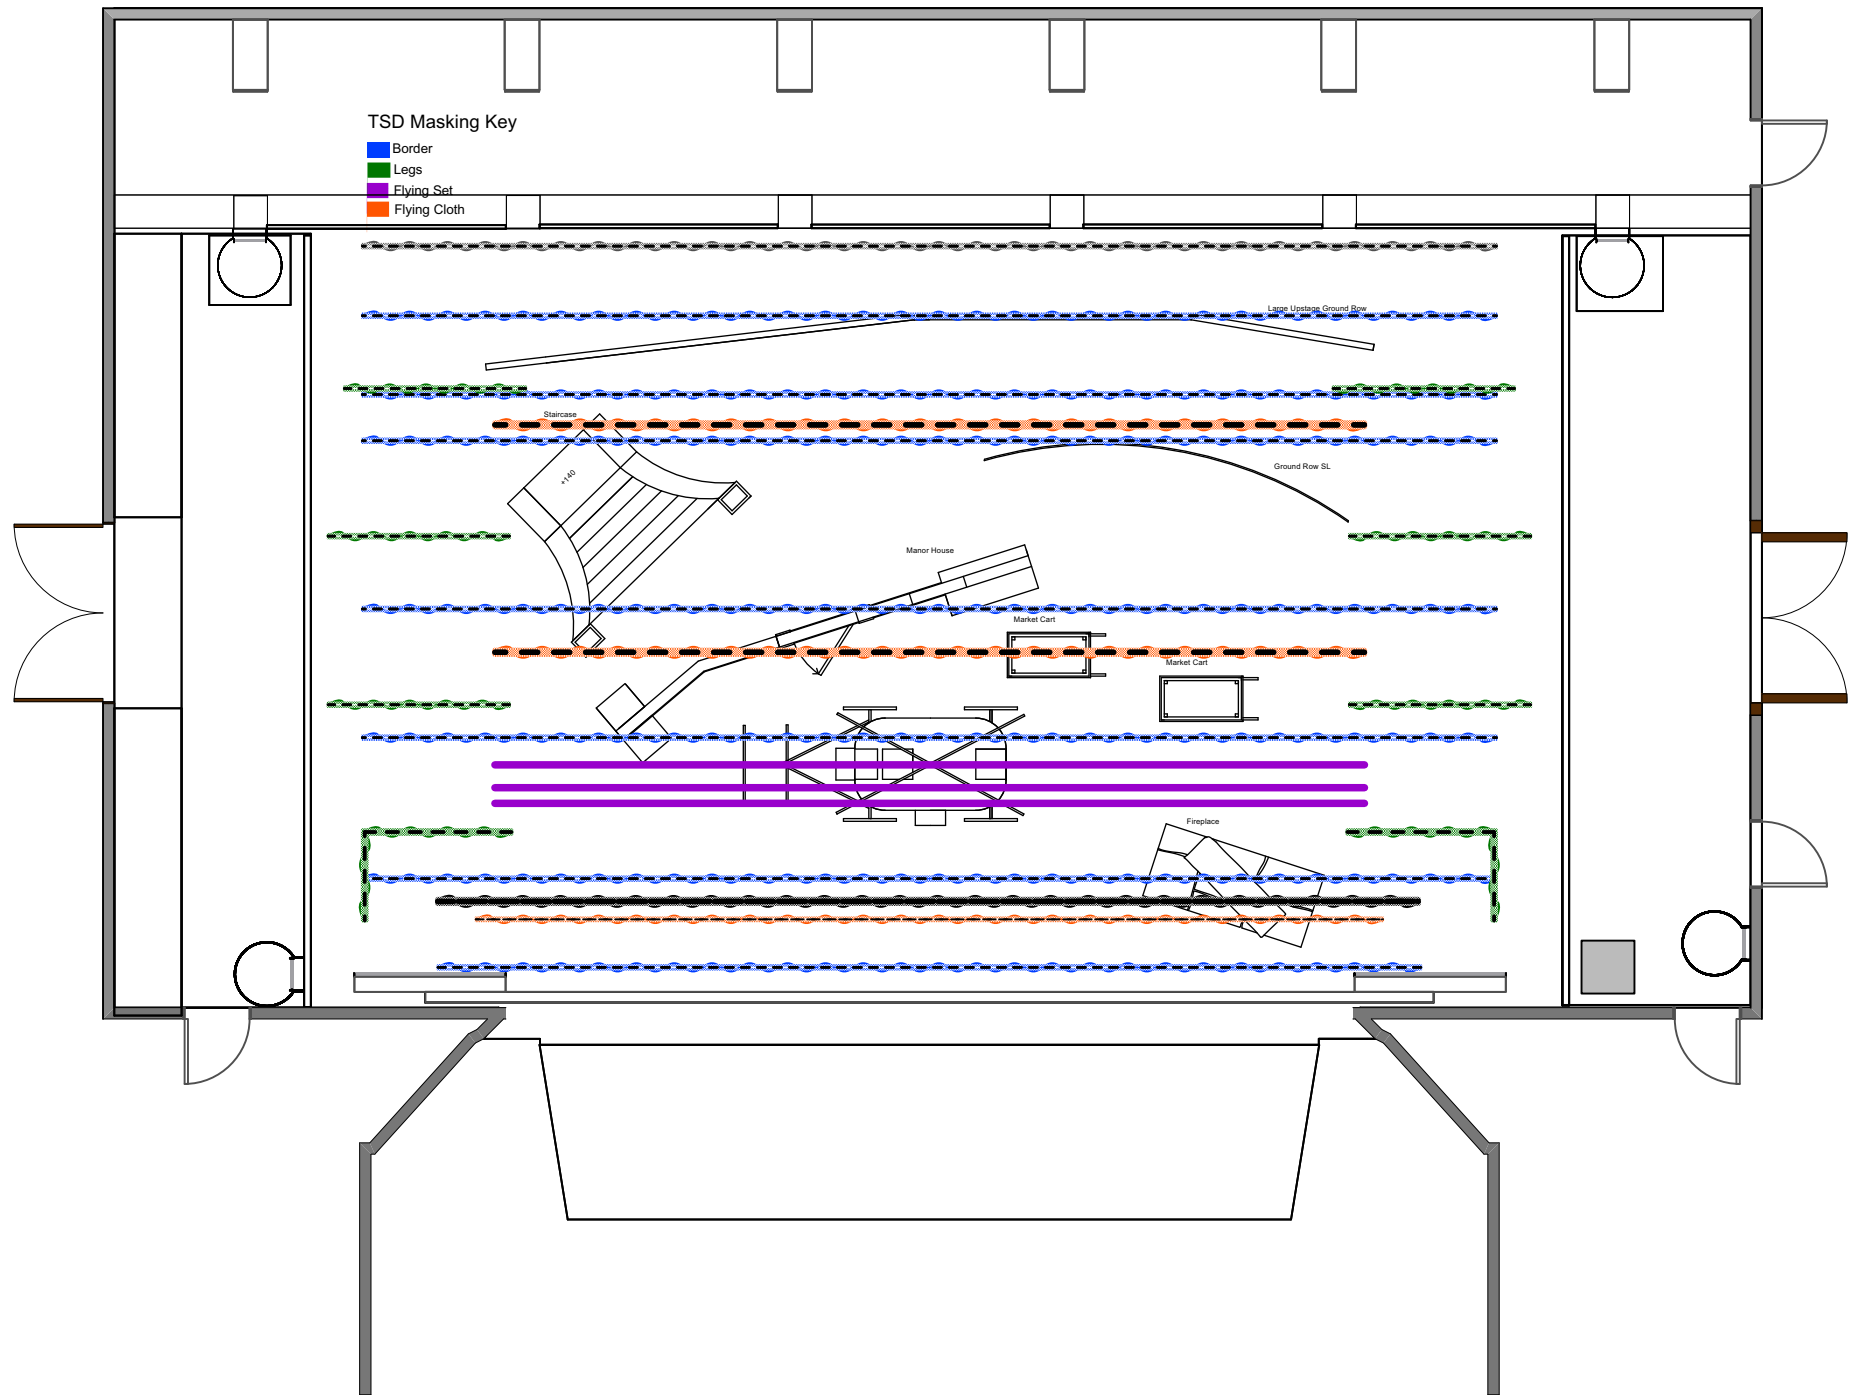 TSD Masking Key
Border
Legs
Flying Set
Flying Cloth
Large Upstage Ground Row
Staircase
+140
Ground Row SL
Manor House
Market Cart
Market Cart
Fireplace